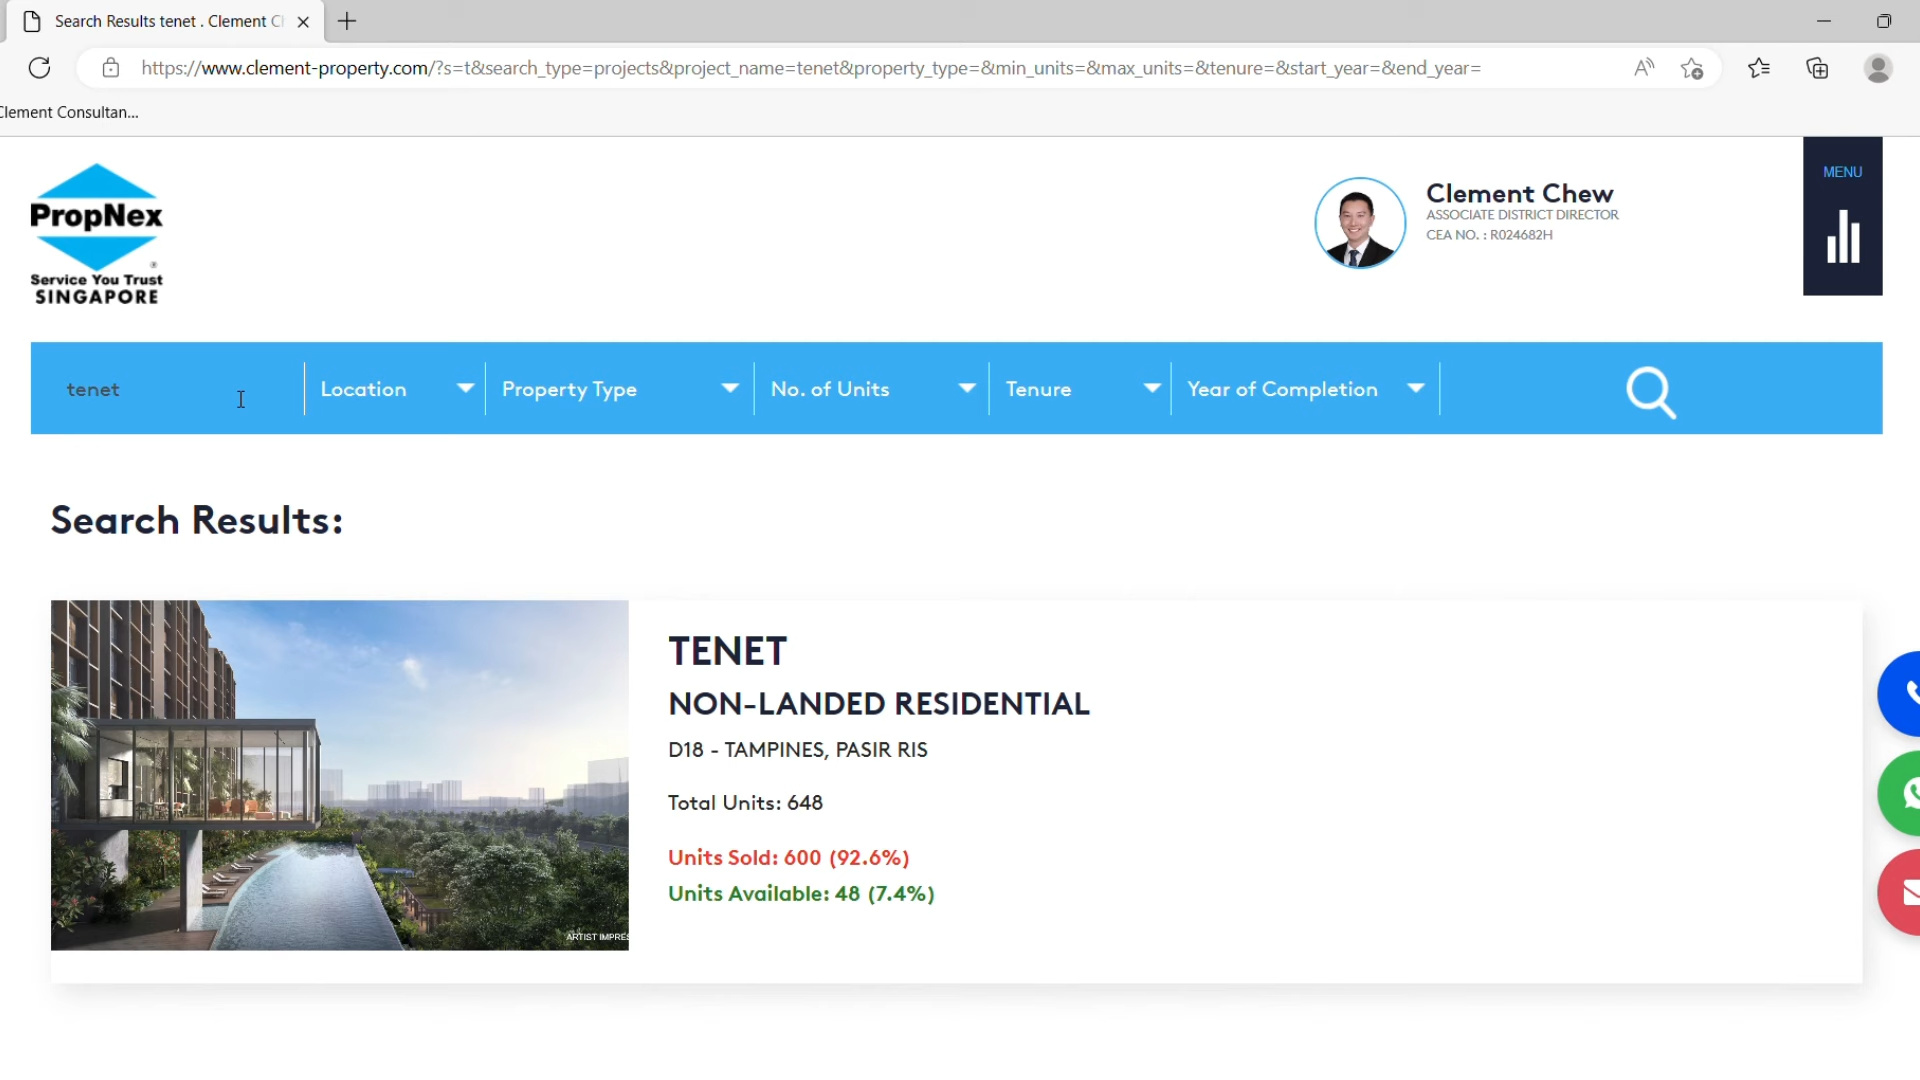 Search Results tenet . Clement C
https://www.clement-property.com/?s=t&search_type=projects&project_name=tenet&property_type=&min_units=&max_units=&tenure=&start_year=&end_year=
Clement Consultan...
PropNex
Service You Trust
SINGAPORE
Clement Chew
ASSOCIATE DISTRICT DIRECTOR
CEA NO. : R024682H
MENU
tenet
Location
Property Type
No. of Units
Tenure
Year of Completion
Search Results:
TENET
NON-LANDED RESIDENTIAL
D18 - TAMPINES, PASIR RIS
Total Units: 648
Units Sold: 600 (92.6%)
Units Available: 48 (7.4%)
ARTIST IMPRES